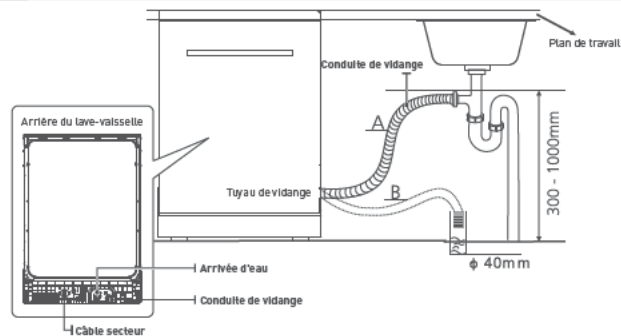 Plan de travail
Conduite de vidange
Arrière du lave-vaisselle
A
Tuyau de vidange
B
300 - 1000mm
φ 40mm
Arrivée d'eau
Conduite de vidange
Câble secteur